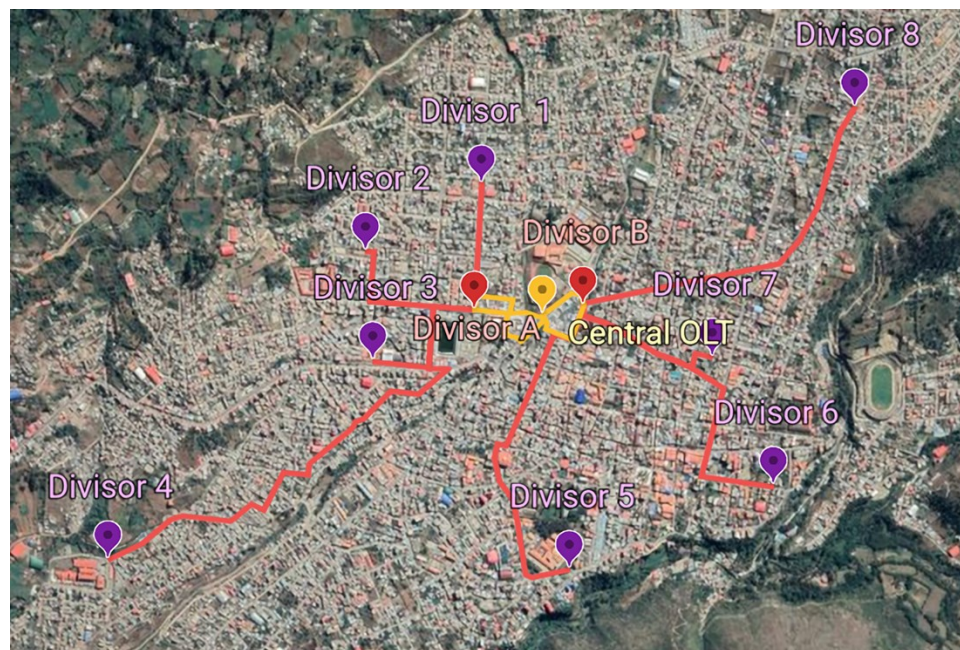 Divisor 8
Divisor 1
Divisor 2
Divisor B
Divisor 3
Divisor 7
Divisor A
Central OLT
Divisor 6
Divisor 4
Divisor 5